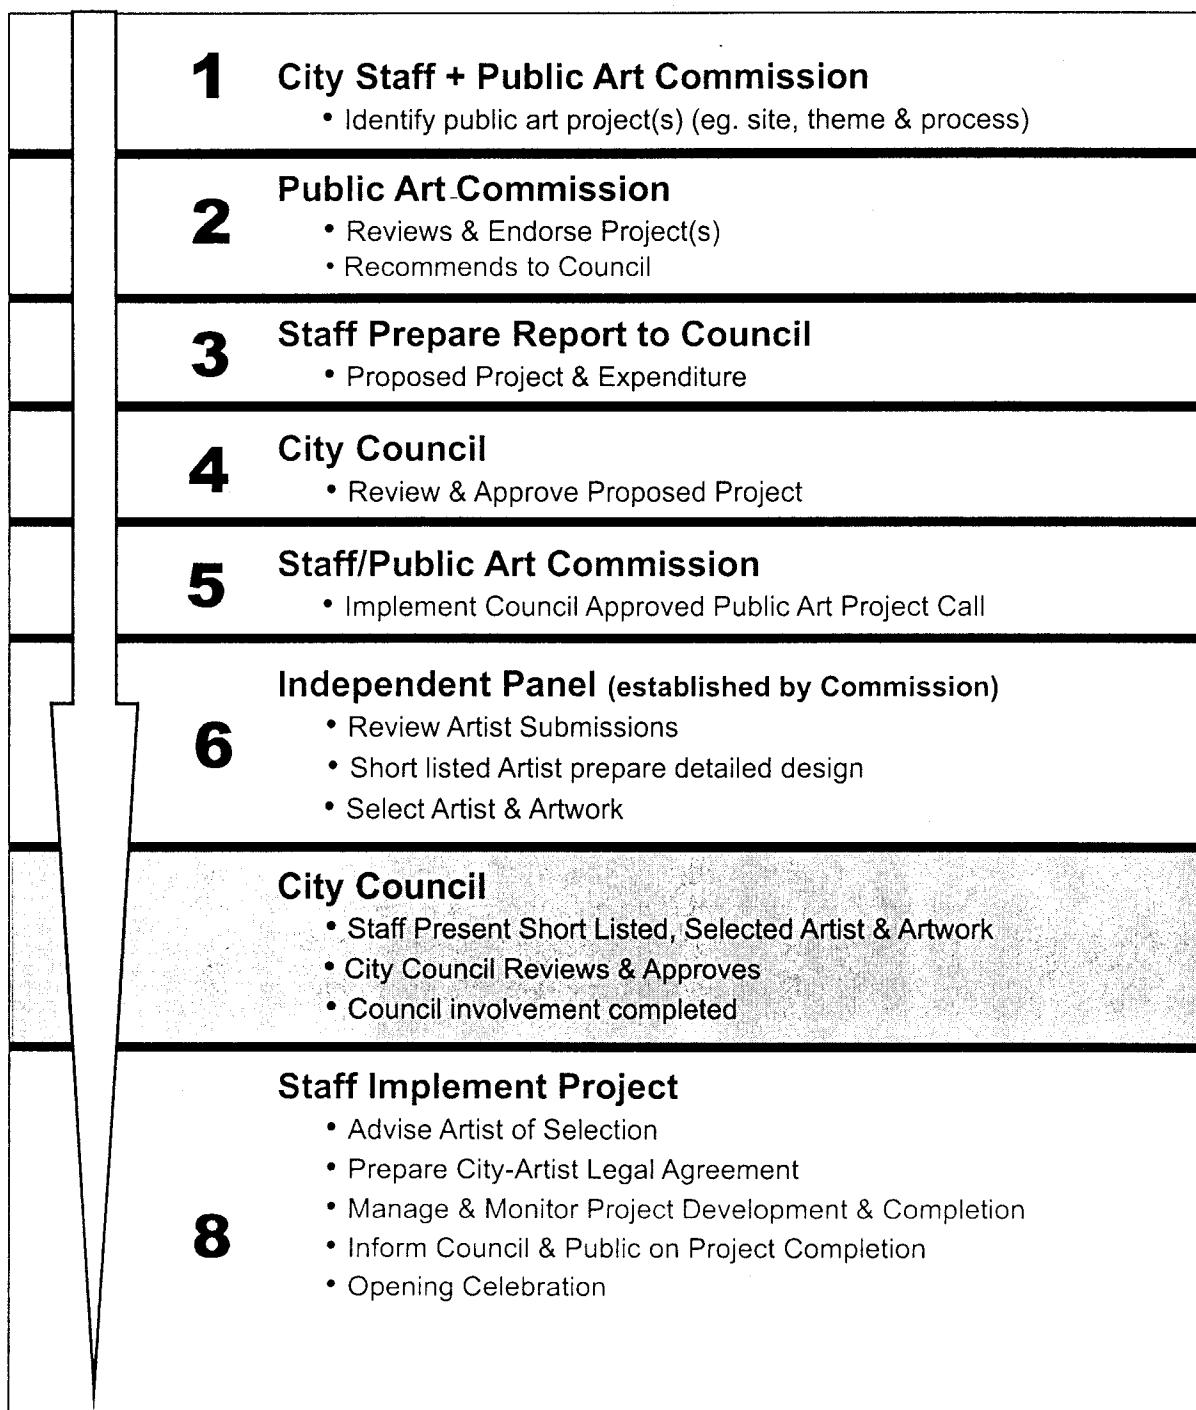 1 City Staff + Public Art Commission
• Identify public art project(s) (eg. site, theme & process)
2 Public Art Commission
• Reviews & Endorse Project(s)
• Recommends to Council
3 Staff Prepare Report to Council
• Proposed Project & Expenditure
4 City Council
• Review & Approve Proposed Project
5 Staff/Public Art Commission
• Implement Council Approved Public Art Project Call
6 Independent Panel (established by Commission)
• Review Artist Submissions
• Short listed Artist prepare detailed design
• Select Artist & Artwork
City Council
• Staff Present Short Listed, Selected Artist & Artwork
• City Council Reviews & Approves
• Council involvement completed
8 Staff Implement Project
• Advise Artist of Selection
• Prepare City-Artist Legal Agreement
• Manage & Monitor Project Development & Completion
• Inform Council & Public on Project Completion
• Opening Celebration